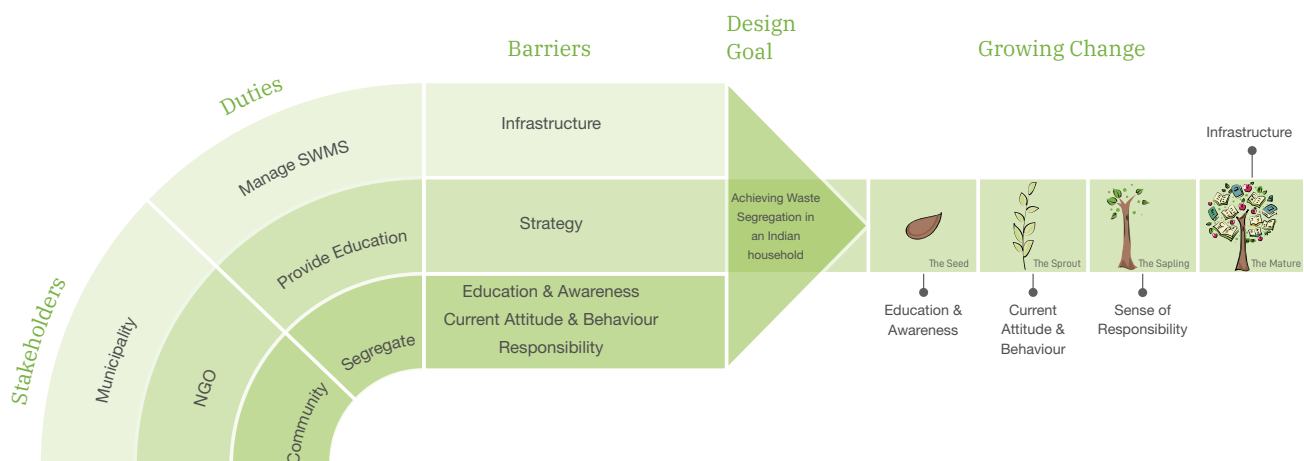 Stakeholders
Duties
Barriers
Design
Goal
Growing Change
Municipality
Manage SWMS
Infrastructure
NGO
Provide Education
Strategy
Community
Segregate
Education & Awareness
Current Attitude & Behaviour
Responsibility
Achieving Waste
Segregation in
an Indian
household
The Seed
The Sprout
The Sapling
The Mature
Education &
Awareness
Current
Attitude &
Behaviour
Sense of
Responsibility
Infrastructure